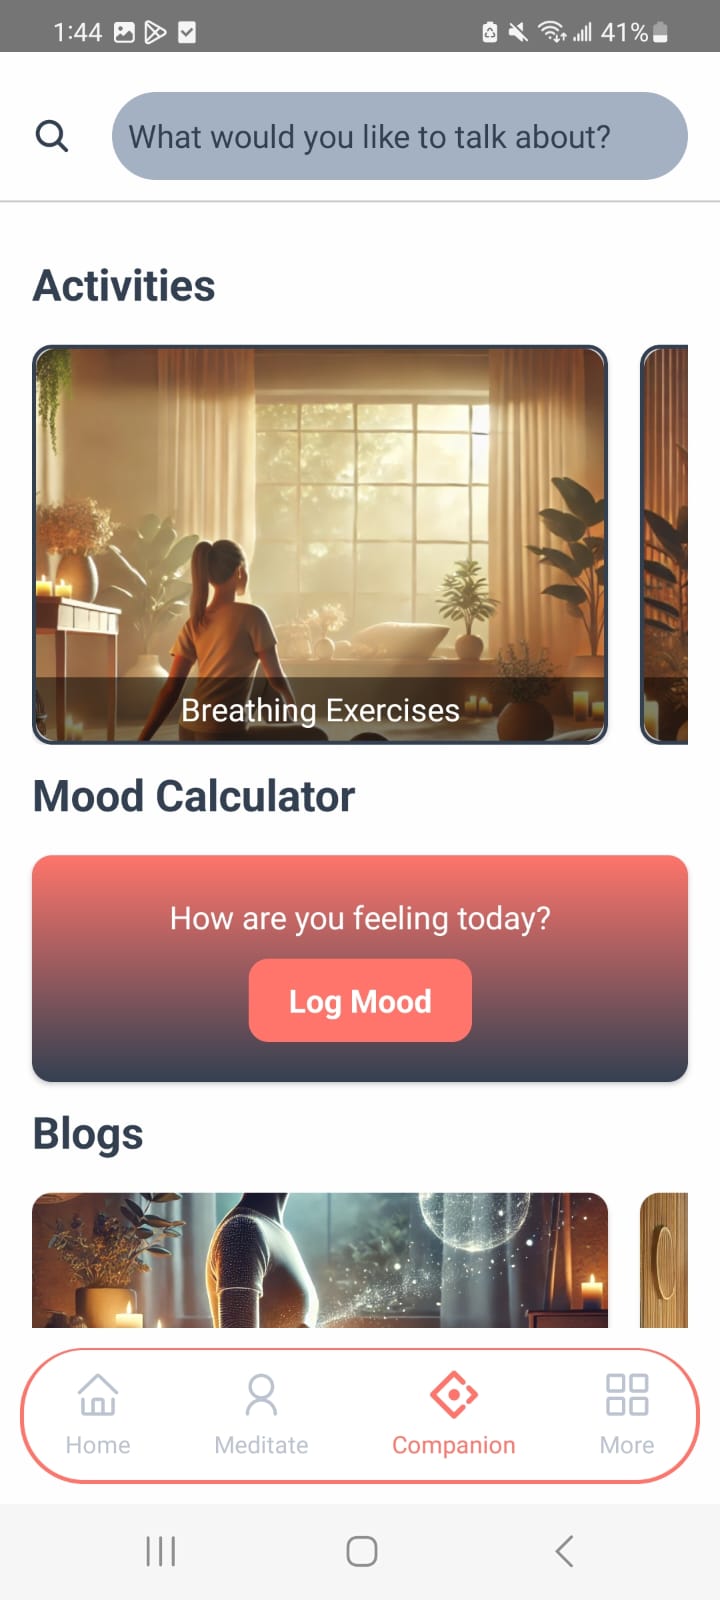 1:44 41%
What would you like to talk about?
Activities
Breathing Exercises
Mood Calculator
How are you feeling today?
Log Mood
Blogs
Home Meditate Companion More